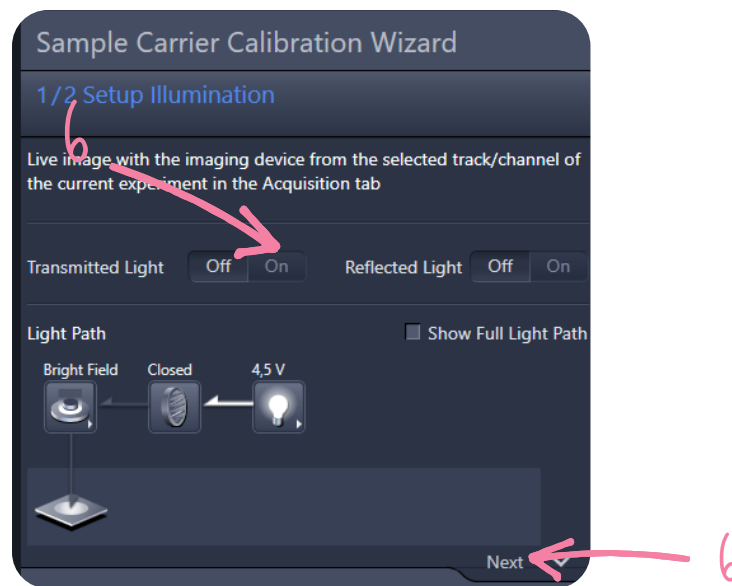 Sample Carrier Calibration Wizard
1/2 Setup Illumination
6
Live image with the imaging device from the selected track/channel of
the current experiment in the Acquisition tab
Transmitted Light Off On Reflected Light Off On
Light Path Show Full Light Path
Bright Field Closed 4,5 V
Next
6